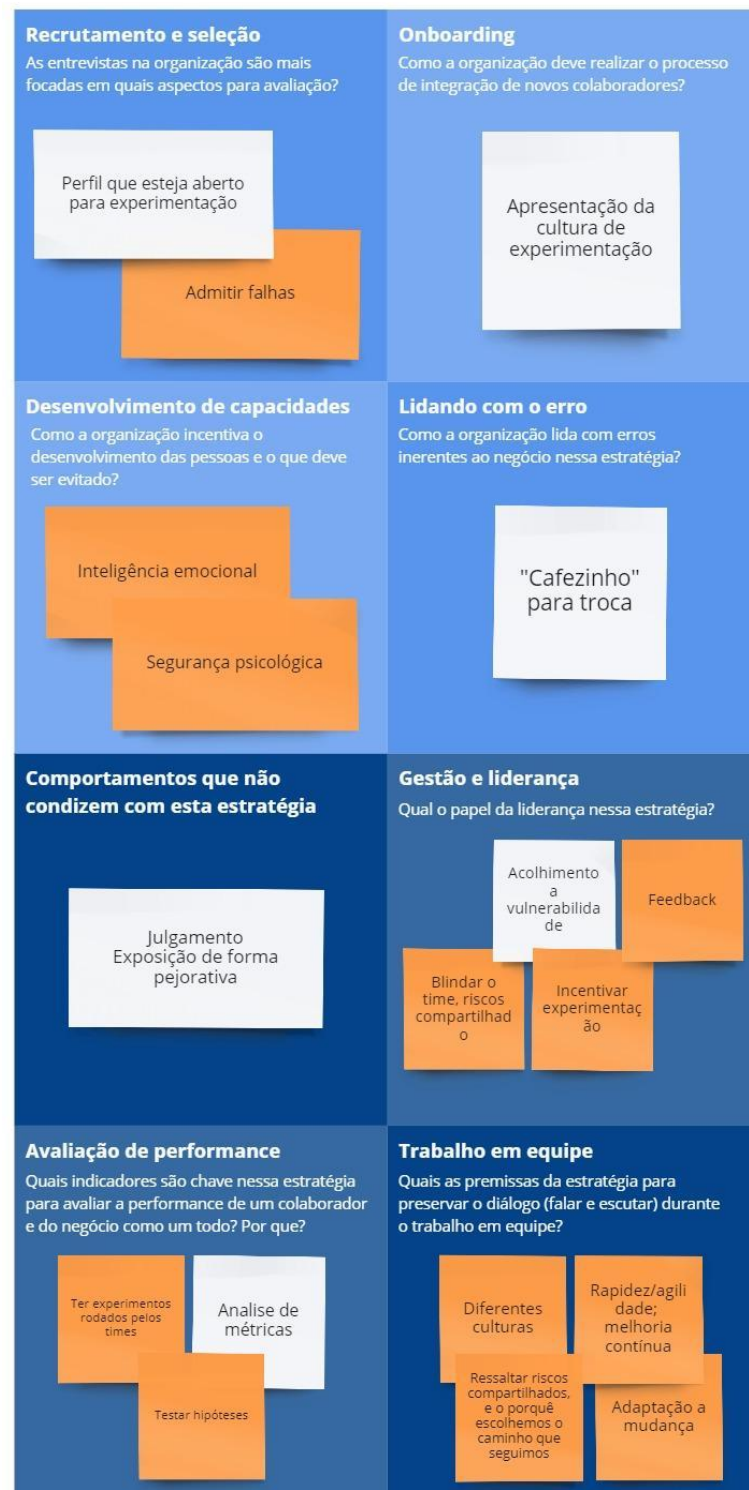 Recrutamento e seleção
As entrevistas na organização são mais
focadas em quais aspectos para avaliação?
Perfil que esteja aberto
para experimentação
Admitir falhas
Onboarding
Como a organização deve realizar o processo
de integração de novos colaboradores?
Apresentação da
cultura de
experimentação
Desenvolvimento de capacidades
Como a organização incentiva o
desenvolvimento das pessoas e o que deve
ser evitado?
Inteligência emocional
Segurança psicológica
Lidando com o erro
Como a organização lida com erros
inerentes ao negócio nessa estratégia?
"Cafezinho"
para troca
Comportamentos que não
condizem com esta estratégia
Julgamento
Exposição de forma
pejorativa
Gestão e liderança
Qual o papel da liderança nessa estratégia?
Acolhimento
a
vulnerabilida
de
Feedback
Blindar o
time, riscos
compartilhad
o
Incentivar
experimentaç
ão
Avaliação de performance
Quais indicadores são chave nessa estratégia
para avaliar a performance de um colaborador
e do negócio como um todo? Por que?
Ter experimentos
rodados pelos
times
Analise de
métricas
Testar hipóteses
Trabalho em equipe
Quais as premissas da estratégia para
preservar o diálogo (falar e escutar) durante
o trabalho em equipe?
Diferentes
culturas
Rapidez/agili
dade;
melhoria
contínua
Ressaltar riscos
compartilhados,
e o porquê
escolhemos o
caminho que
seguimos
Adaptação a
mudança